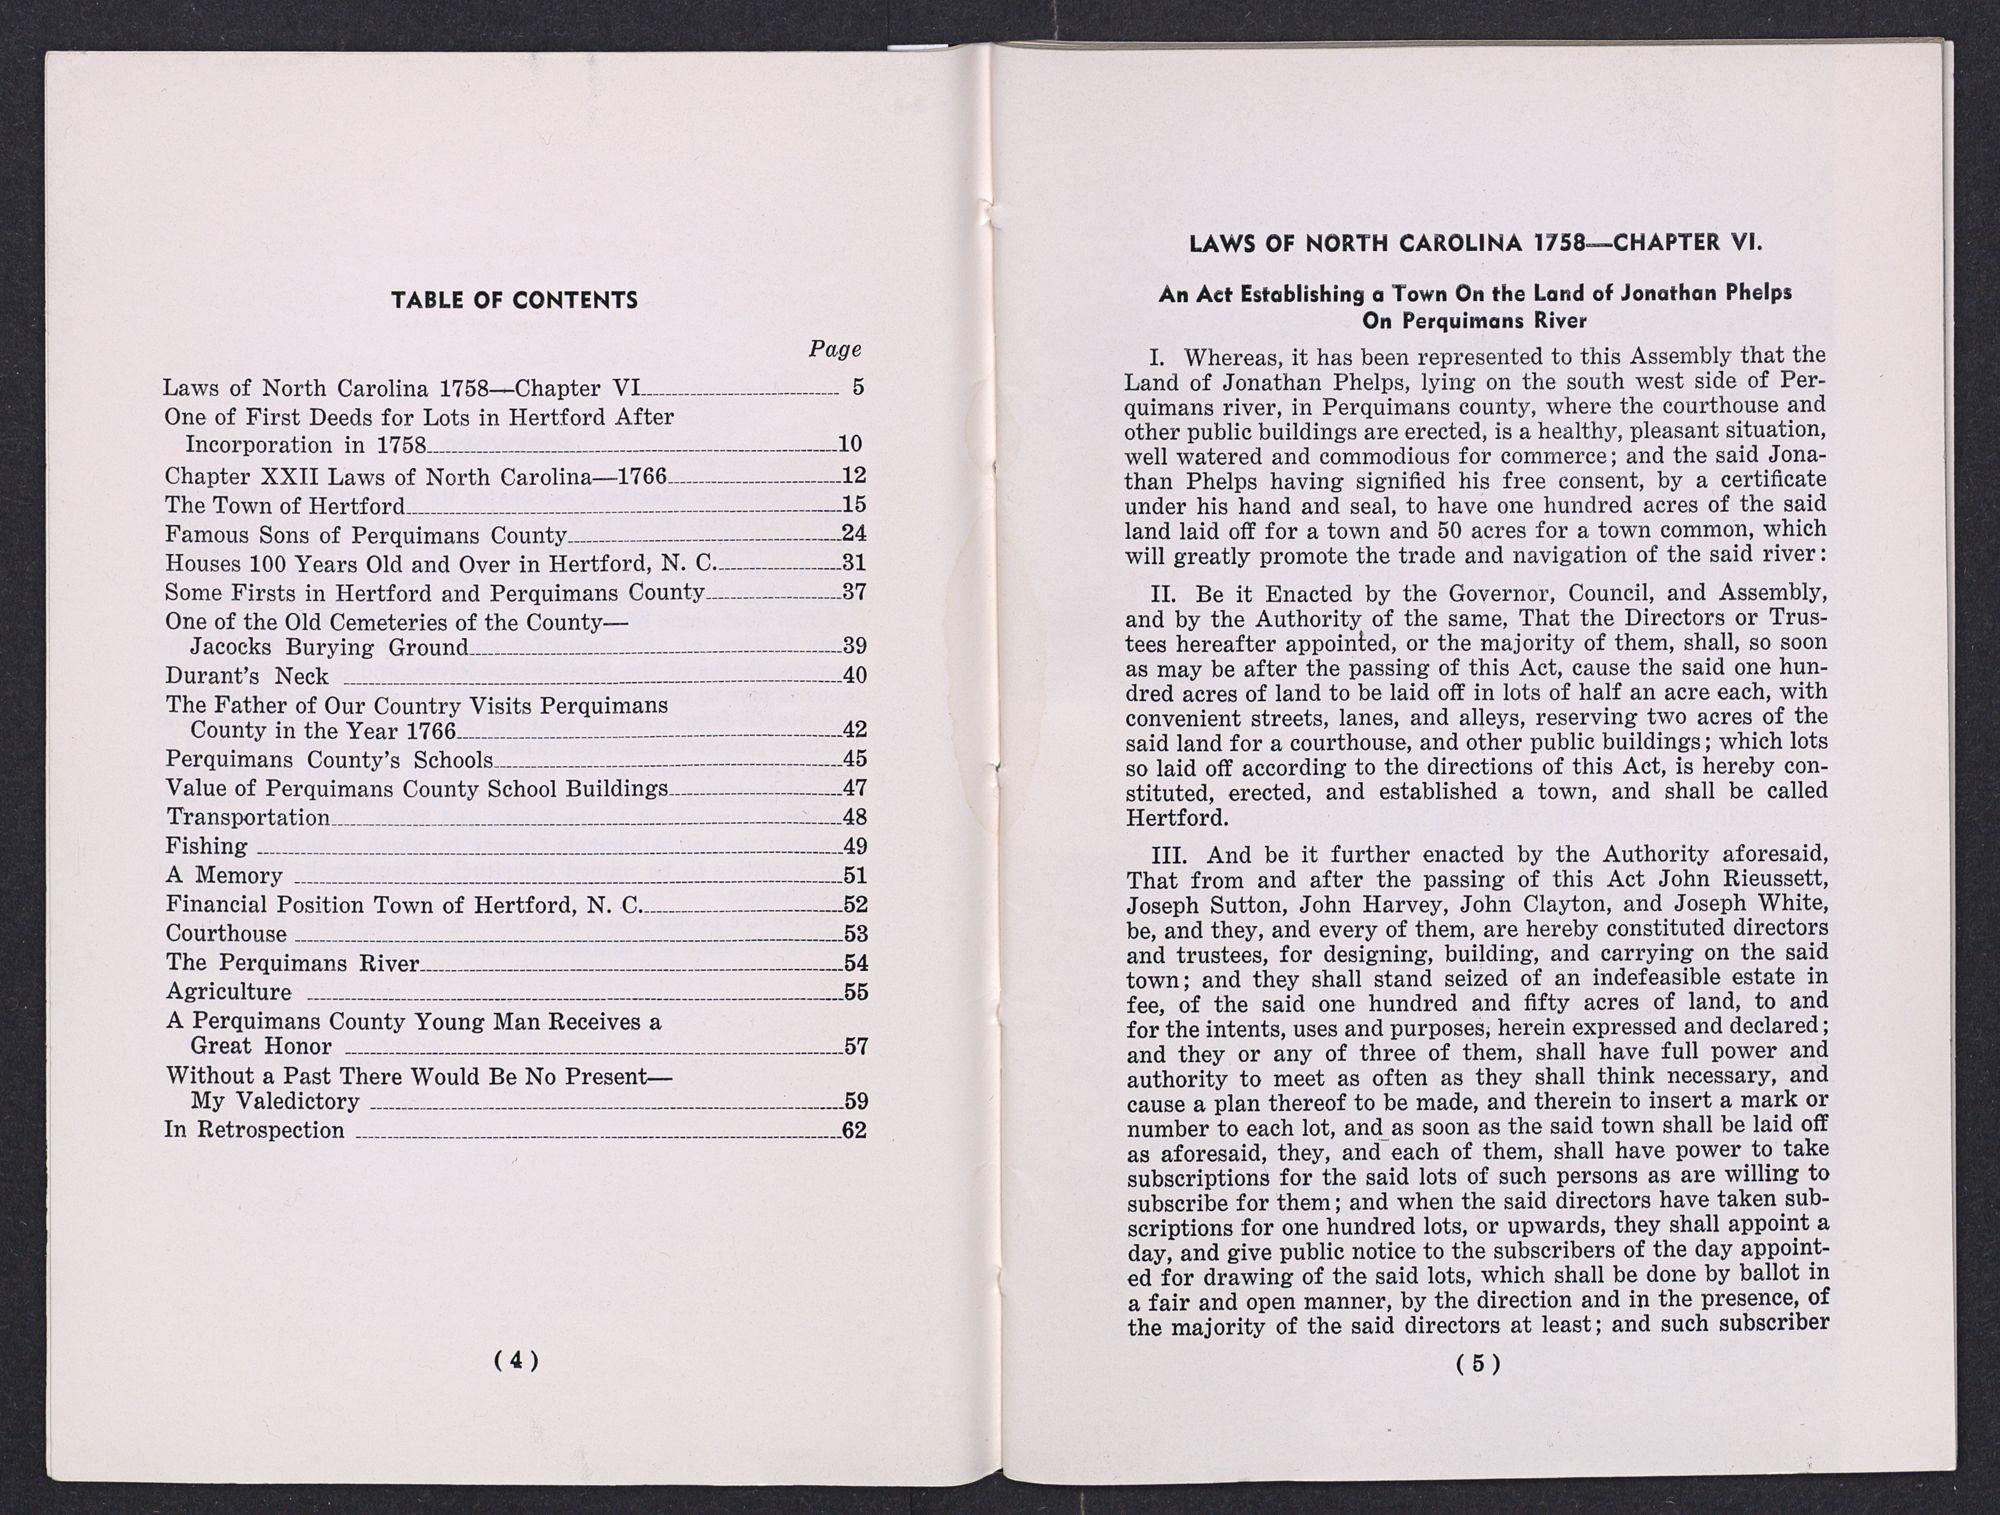 TABLE OF CONTENTS
Page
Laws of North Carolina 1758—Chapter VI 5
One of First Deeds for Lots in Hertford After
Incorporation in 1758 10
Chapter XXII Laws of North Carolina—1766 12
The Town of Hertford 15
Famous Sons of Perquimans County 24
Houses 100 Years Old and Over in Hertford, N. C. 31
Some Firsts in Hertford and Perquimans County 37
One of the Old Cemeteries of the County—
Jacocks Burying Ground 39
Durant's Neck 40
The Father of Our Country Visits Perquimans
County in the Year 1766 42
Perquimans County's Schools 45
Value of Perquimans County School Buildings 47
Transportation 48
Fishing 49
A Memory 51
Financial Position Town of Hertford, N. C. 52
Courthouse 53
The Perquimans River 54
Agriculture 55
A Perquimans County Young Man Receives a
Great Honor 57
Without a Past There Would Be No Present—
My Valedictory 59
In Retrospection 62
(4)
LAWS OF NORTH CAROLINA 1758—CHAPTER VI.
An Act Establishing a Town On the Land of Jonathan Phelps
On Perquimans River
I. Whereas, it has been represented to this Assembly that the
Land of Jonathan Phelps, lying on the south west side of Per-
quimans river, in Perquimans county, where the courthouse and
other public buildings are erected, is a healthy, pleasant situation,
well watered and commodious for commerce; and the said Jona-
than Phelps having signified his free consent, by a certificate
under his hand and seal, to have one hundred acres of the said
land laid off for a town and 50 acres for a town common, which
will greatly promote the trade and navigation of the said river:
II. Be it Enacted by the Governor, Council, and Assembly,
and by the Authority of the same, That the Directors or Trus-
tees hereafter appointed, or the majority of them, shall, so soon
as may be after the passing of this Act, cause the said one hun-
dred acres of land to be laid off in lots of half an acre each, with
convenient streets, lanes, and alleys, reserving two acres of the
said land for a courthouse, and other public buildings; which lots
so laid off according to the directions of this Act, is hereby con-
stituted, erected, and established a town, and shall be called
Hertford.
III. And be it further enacted by the Authority aforesaid,
That from and after the passing of this Act John Rieussett,
Joseph Sutton, John Harvey, John Clayton, and Joseph White,
be, and they, and every of them, are hereby constituted directors
and trustees, for designing, building, and carrying on the said
town; and they shall stand seized of an indefeasible estate in
fee, of the said one hundred and fifty acres of land, to and
for the intents, uses and purposes, herein expressed and declared;
and they or any of three of them, shall have full power and
authority to meet as often as they shall think necessary, and
cause a plan thereof to be made, and therein to insert a mark or
number to each lot, and as soon as the said town shall be laid off
as aforesaid, they, and each of them, shall have power to take
subscriptions for the said lots of such persons as are willing to
subscribe for them; and when the said directors have taken sub-
scriptions for one hundred lots, or upwards, they shall appoint a
day, and give public notice to the subscribers of the day appoint-
ed for drawing of the said lots, which shall be done by ballot in
a fair and open manner, by the direction and in the presence, of
the majority of the said directors at least; and such subscriber
(5)